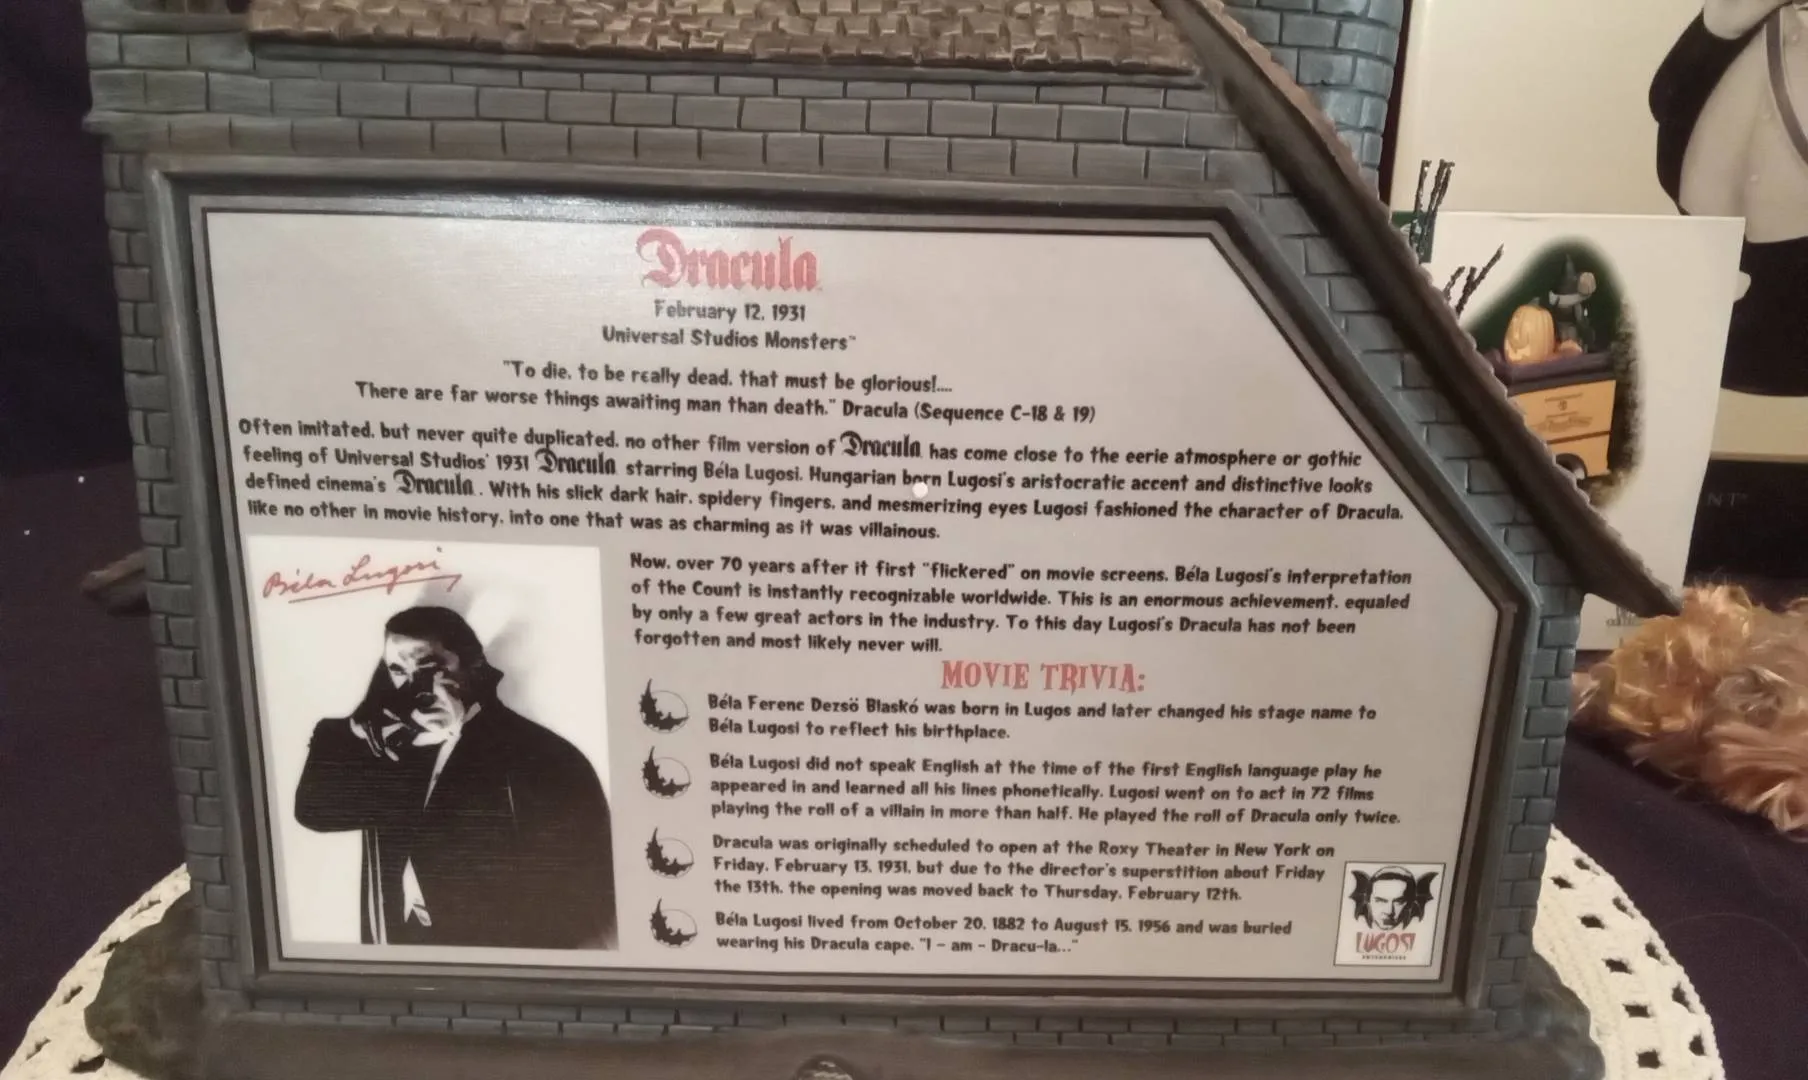 Dracula
February 12, 1931
Universal Studios Monsters™
"To die, to be really dead, that must be glorious!....
There are far worse things awaiting man than death." Dracula (Sequence C-18 & 19)
Often imitated, but never quite duplicated, no other film version of Dracula has come close to the eerie atmosphere or gothic
feeling of Universal Studios' 1931 Dracula starring Béla Lugosi. Hungarian born Lugosi's aristocratic accent and distinctive looks
defined cinema's Dracula. With his slick dark hair, spidery fingers, and mesmerizing eyes Lugosi fashioned the character of Dracula,
like no other in movie history, into one that was as charming as it was villainous.
Béla Lugosi
Now, over 70 years after it first "flickered" on movie screens, Béla Lugosi's interpretation
of the Count is instantly recognizable worldwide. This is an enormous achievement, equaled
by only a few great actors in the industry. To this day Lugosi's Dracula has not been
forgotten and most likely never will.
MOVIE TRIVIA:
Béla Ferenc Dezsö Blaskó was born in Lugos and later changed his stage name to
Béla Lugosi to reflect his birthplace.
Béla Lugosi did not speak English at the time of the first English language play he
appeared in and learned all his lines phonetically. Lugosi went on to act in 72 films
playing the roll of a villain in more than half. He played the roll of Dracula only twice.
Dracula was originally scheduled to open at the Roxy Theater in New York on
Friday, February 13, 1931, but due to the director's superstition about Friday
the 13th, the opening was moved back to Thursday, February 12th.
Béla Lugosi lived from October 20, 1882 to August 15, 1956 and was buried
wearing his Dracula cape. "I - am - Dracu-la..."
LUGOSI
ENTERPRISES
NT™